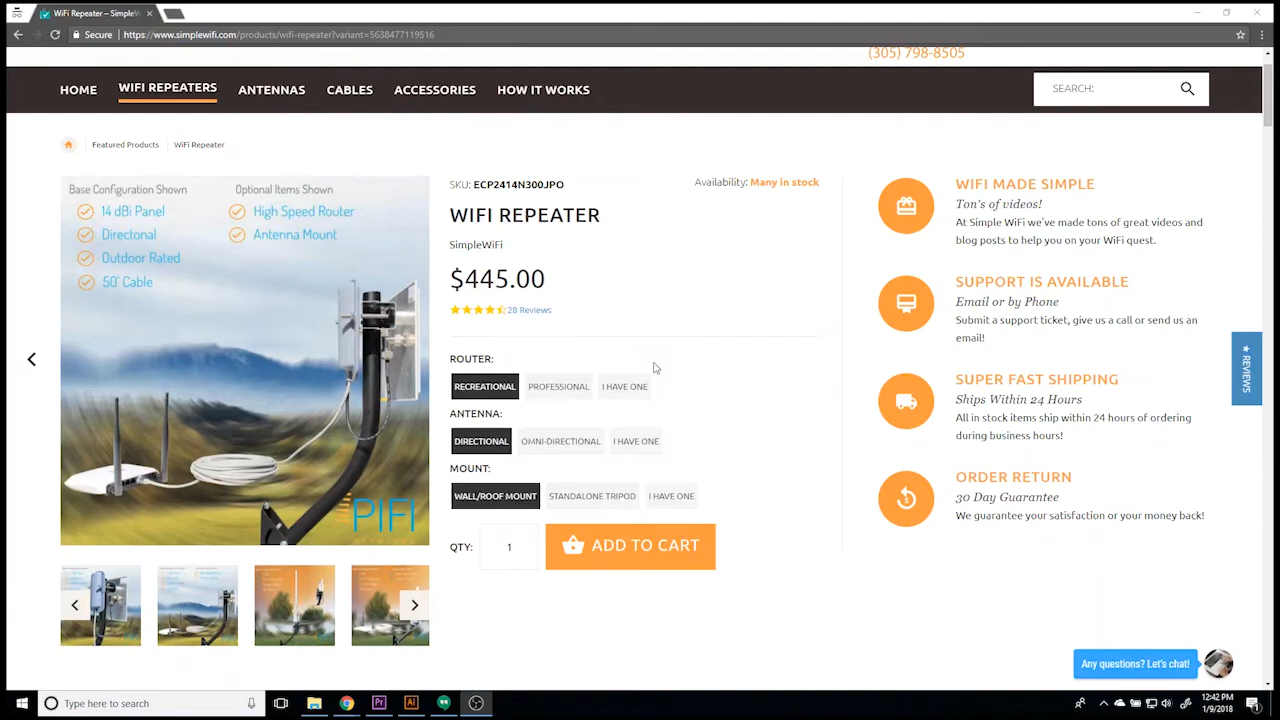 WiFi Repeater – SimpleW
Secure
https://www.simplewifi.com/products/wifi-repeater?variant=5638477119516
(305) 798-8505
HOME
WIFI REPEATERS
ANTENNAS
CABLES
ACCESSORIES
HOW IT WORKS
SEARCH:
Featured Products
WiFi Repeater
Base Configuration Shown
14 dBi Panel
Directonal
Outdoor Rated
50' Cable
Optional Items Shown
High Speed Router
Antenna Mount
PIFI
SKU: ECP2414N300JPO
Availability: Many in stock
WIFI REPEATER
SimpleWiFi
$445.00
28 Reviews
ROUTER:
RECREATIONAL
PROFESSIONAL
I HAVE ONE
ANTENNA:
DIRECTIONAL
OMNI-DIRECTIONAL
I HAVE ONE
MOUNT:
WALL/ROOF MOUNT
STANDALONE TRIPOD
I HAVE ONE
QTY:
1
ADD TO CART
WIFI MADE SIMPLE
Ton's of videos!
At Simple WiFi we've made tons of great videos and
blog posts to help you on your WiFi quest.
SUPPORT IS AVAILABLE
Email or by Phone
Submit a support ticket, give us a call or send us an
email!
SUPER FAST SHIPPING
Ships Within 24 Hours
All in stock items ship within 24 hours of ordering
during business hours!
ORDER RETURN
30 Day Guarantee
We guarantee your satisfaction or your money back!
★ REVIEWS
Any questions? Let's chat!
Type here to search
Pr
Ai
12:42 PM
1/9/2018